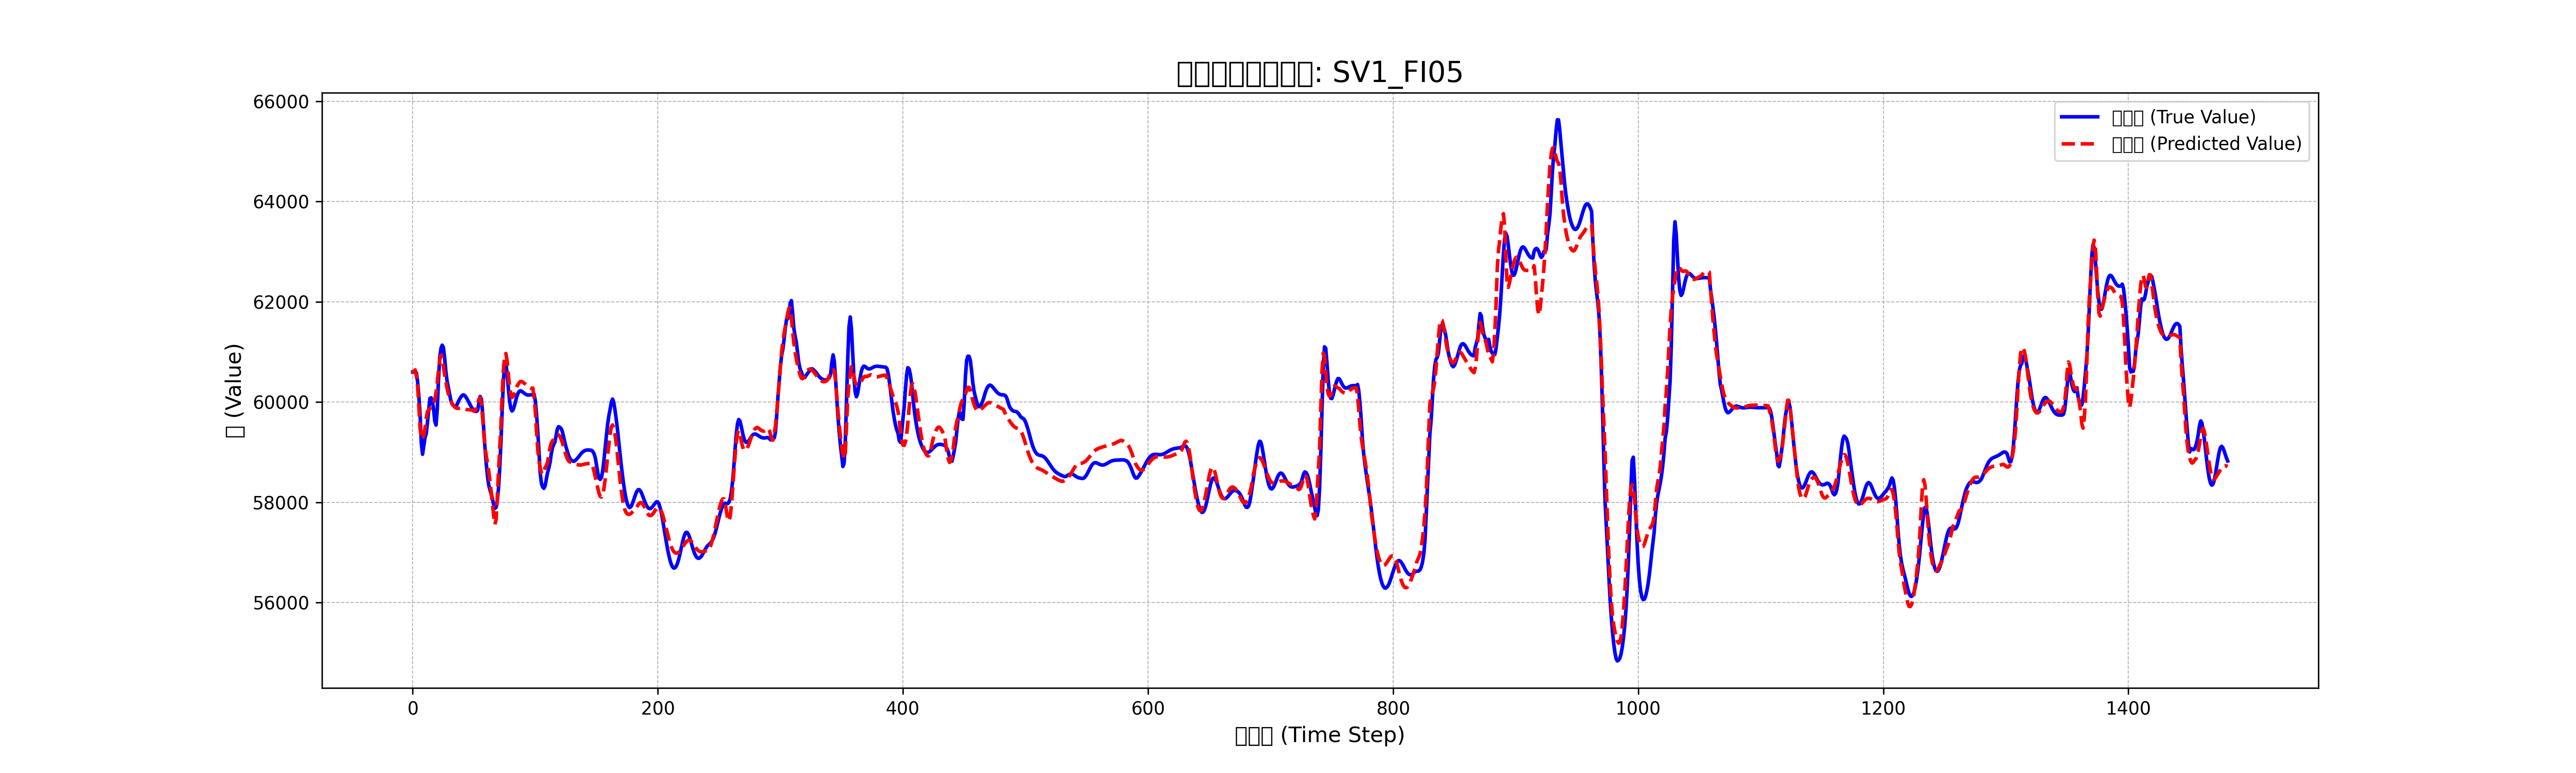 : SV1_FI05
66000
64000
62000
60000
58000
56000
(Value)
(True Value)
(Predicted Value)
0 200 400 600 800 1000 1200 1400
(Time Step)